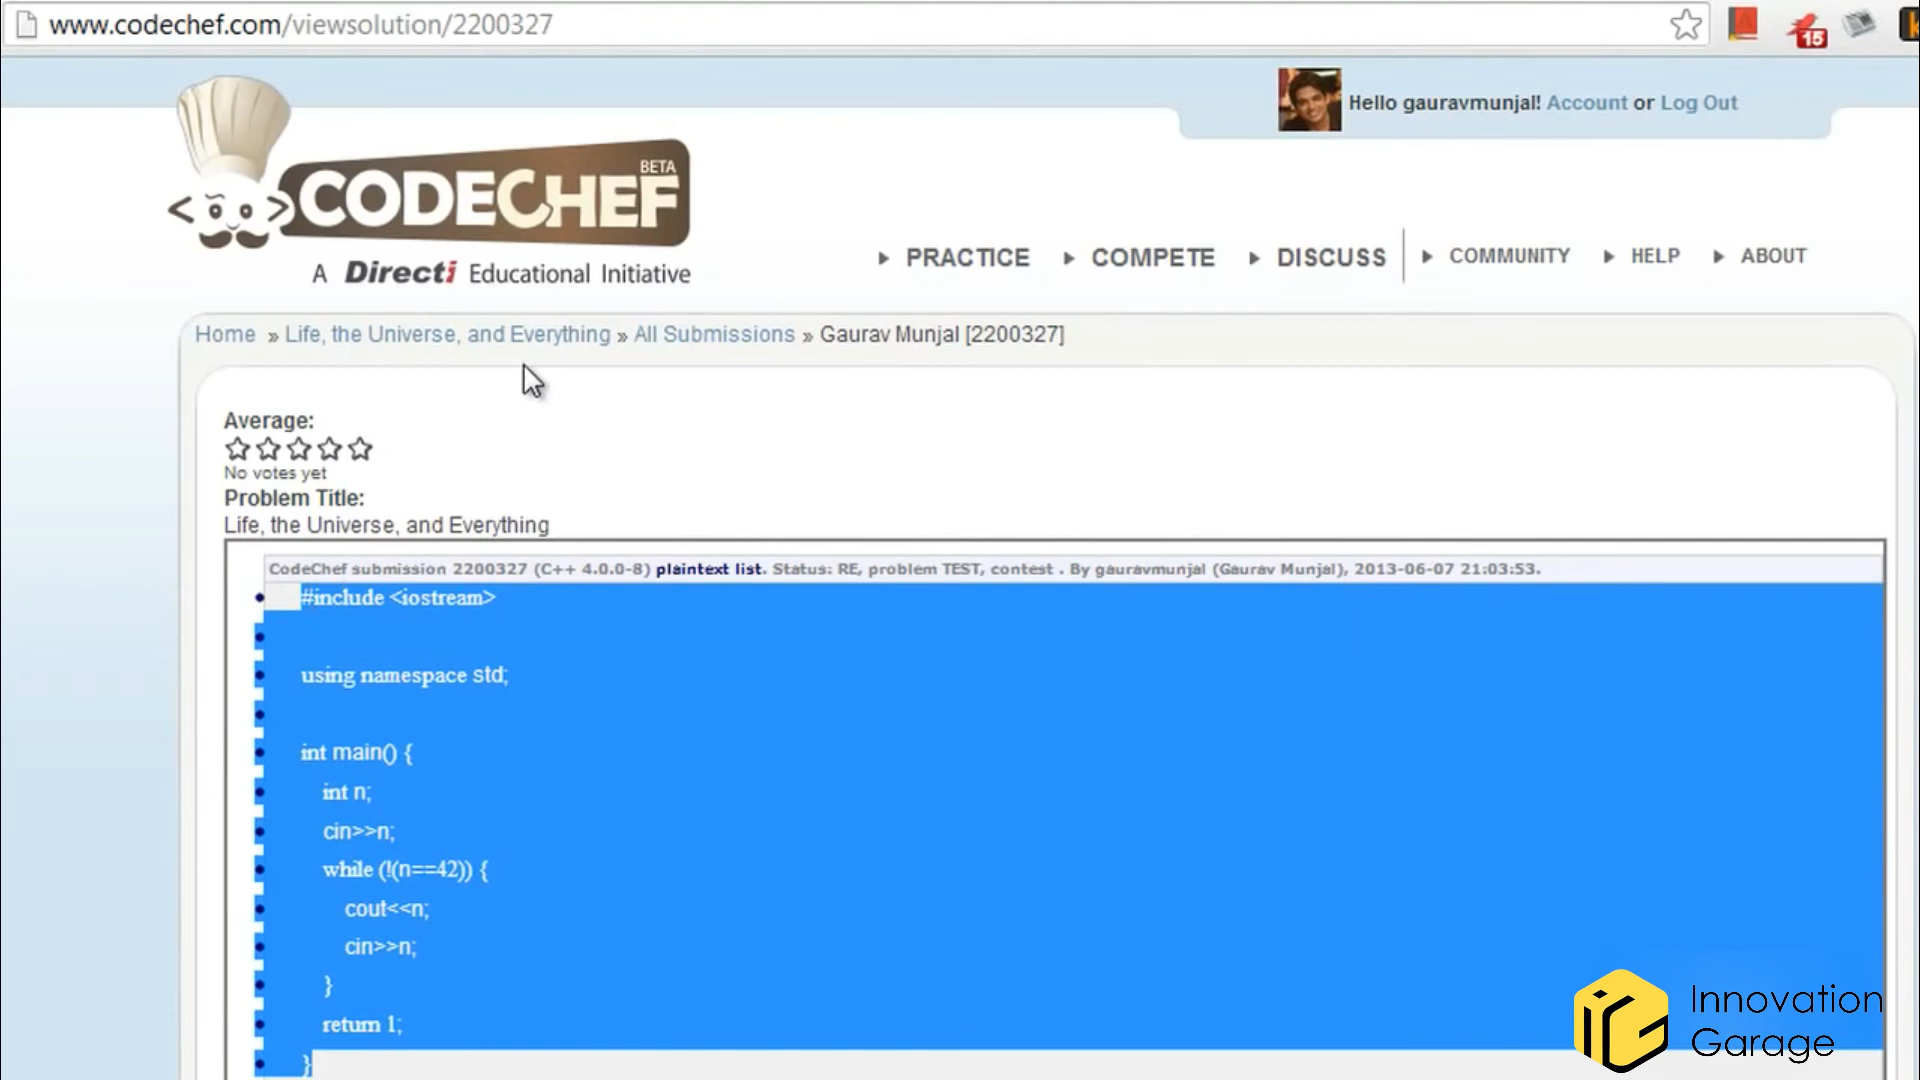 www.codechef.com/viewsolution/2200327
15
Hello gauravmunjal! Account or Log Out
BETA
CODECHEF
A Directi Educational Initiative
PRACTICE COMPETE DISCUSS COMMUNITY HELP ABOUT
Home » Life, the Universe, and Everything » All Submissions » Gaurav Munjal [2200327]
Average:
No votes yet
Problem Title:
Life, the Universe, and Everything
CodeChef submission 2200327 (C++ 4.0.0-8) plaintext list. Status: RE, problem TEST, contest . By gauravmunjal (Gaurav Munjal), 2013-06-07 21:03:53.
#include <iostream>
using namespace std;
int main() {
int n;
cin>>n;
while (!(n==42)) {
cout<<n;
cin>>n;
}
return 1;
}
Innovation
Garage